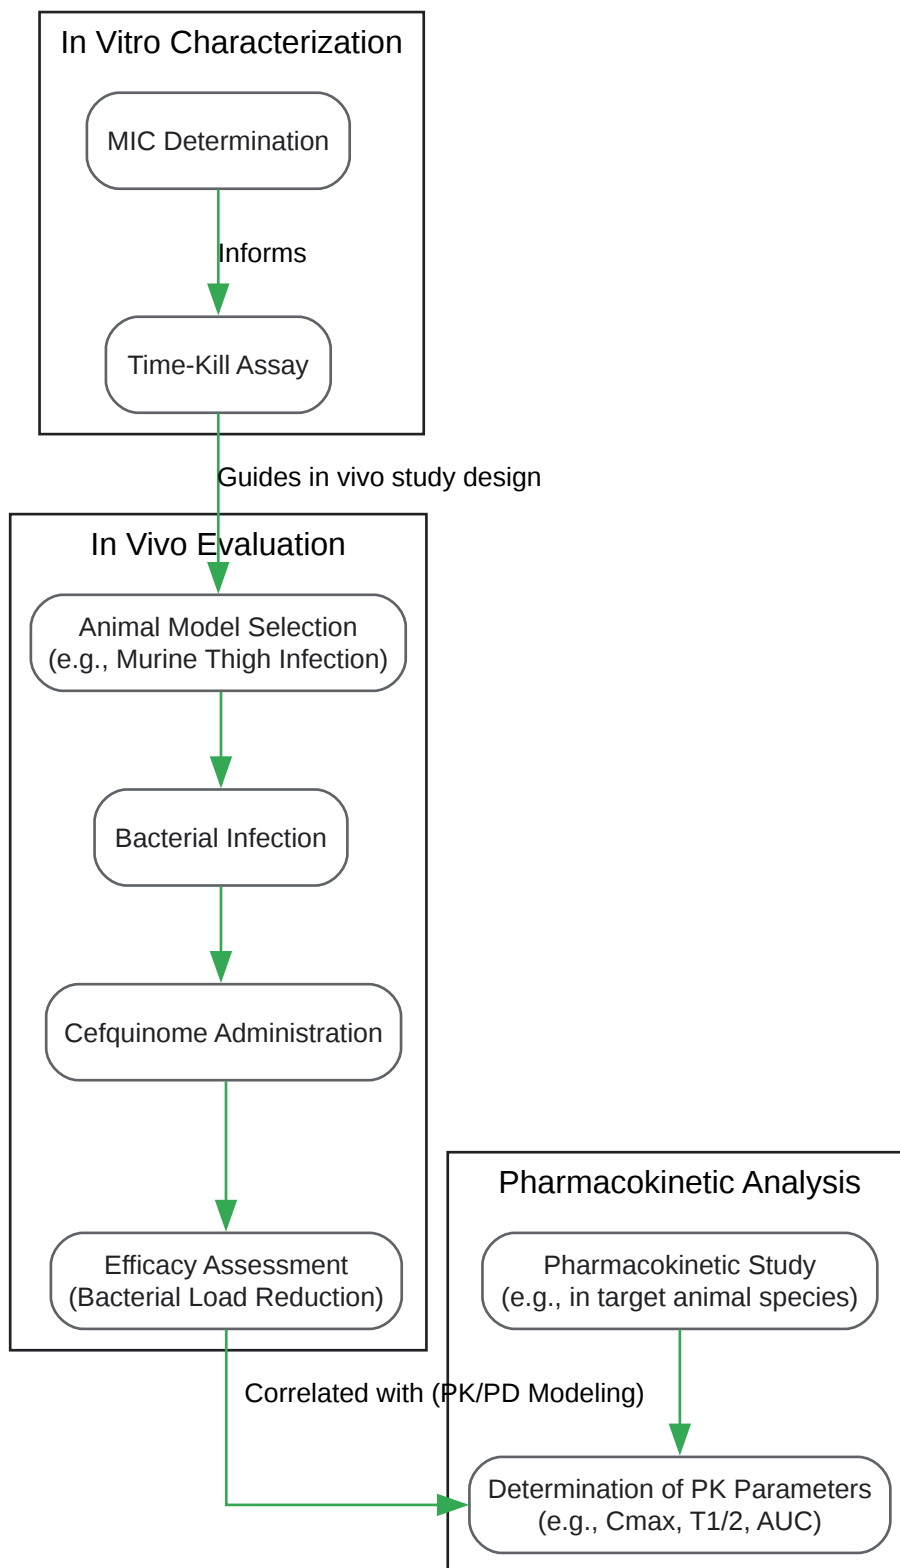 In Vitro Characterization
MIC Determination
Informs
Time-Kill Assay
Guides in vivo study design
In Vivo Evaluation
Animal Model Selection
(e.g., Murine Thigh Infection)
Bacterial Infection
Cefquinome Administration
Efficacy Assessment
(Bacterial Load Reduction)
Pharmacokinetic Analysis
Pharmacokinetic Study
(e.g., in target animal species)
Correlated with (PK/PD Modeling)
Determination of PK Parameters
(e.g., Cmax, T1/2, AUC)